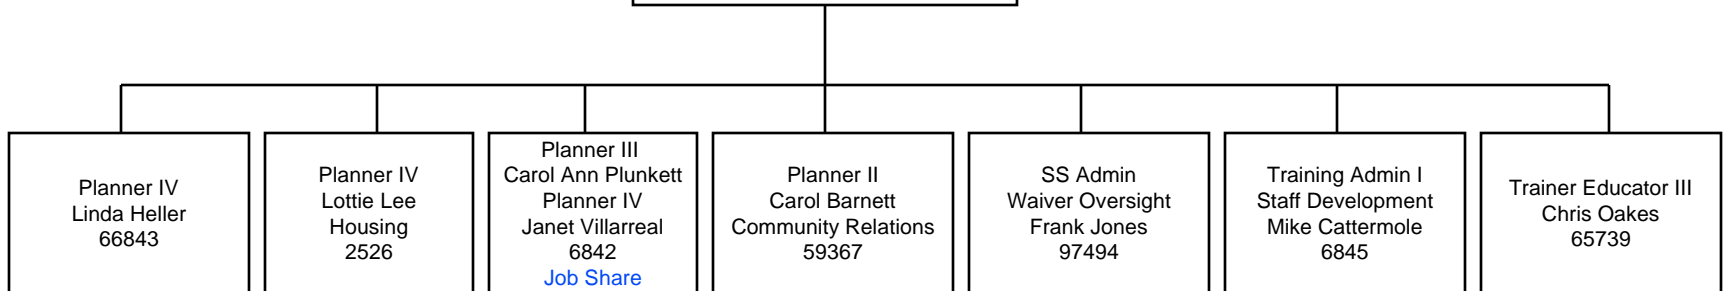 Planner IV
Linda Heller
66843
Planner IV
Lottie Lee
Housing
2526
Planner III
Carol Ann Plunkett
Planner IV
Janet Villarreal
6842
Job Share
Planner II
Carol Barnett
Community Relations
59367
SS Admin
Waiver Oversight
Frank Jones
97494
Training Admin I
Staff Development
Mike Cattermole
6845
Trainer Educator III
Chris Oakes
65739